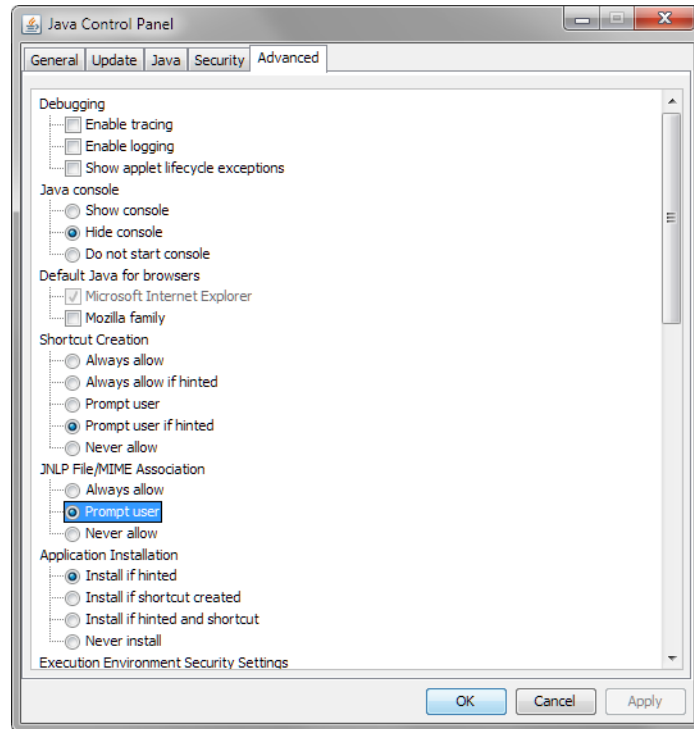 Java Control Panel
General Update Java Security Advanced
Debugging
Enable tracing
Enable logging
Show applet lifecycle exceptions
Java console
Show console
Hide console
Do not start console
Default Java for browsers
Microsoft Internet Explorer
Mozilla family
Shortcut Creation
Always allow
Always allow if hinted
Prompt user
Prompt user if hinted
Never allow
JNLP File/MIME Association
Always allow
Prompt user
Never allow
Application Installation
Install if hinted
Install if shortcut created
Install if hinted and shortcut
Never install
Execution Environment Security Settings
OK Cancel Apply